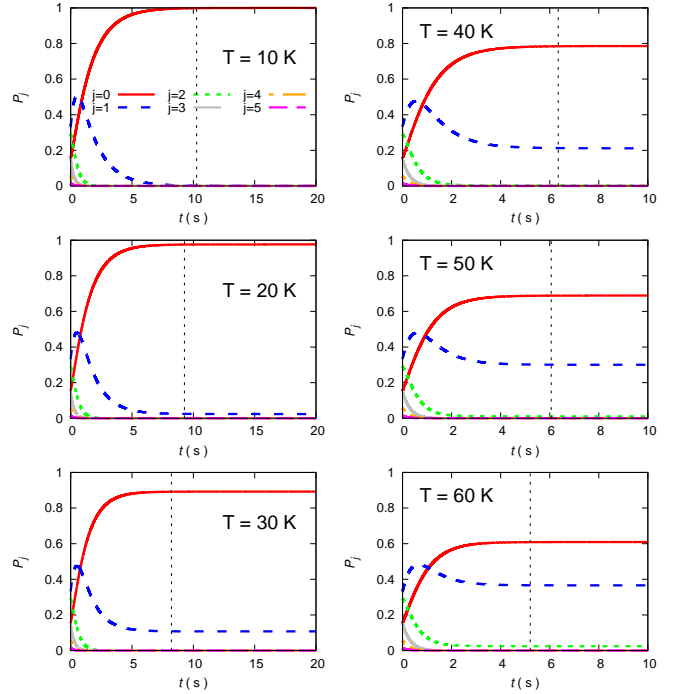 1
0.8
0.6
0.4
0.2
0
P_j
T = 10 K
j=0 j=2 j=4
j=1 j=3 j=5
0 5 10 15 20
t ( s )
1
0.8
0.6
0.4
0.2
0
P_j
T = 40 K
0 2 4 6 8 10
t ( s )
1
0.8
0.6
0.4
0.2
0
P_j
T = 20 K
0 5 10 15 20
t ( s )
1
0.8
0.6
0.4
0.2
0
P_j
T = 50 K
0 2 4 6 8 10
t ( s )
1
0.8
0.6
0.4
0.2
0
P_j
T = 30 K
0 5 10 15 20
t ( s )
1
0.8
0.6
0.4
0.2
0
P_j
T = 60 K
0 2 4 6 8 10
t ( s )